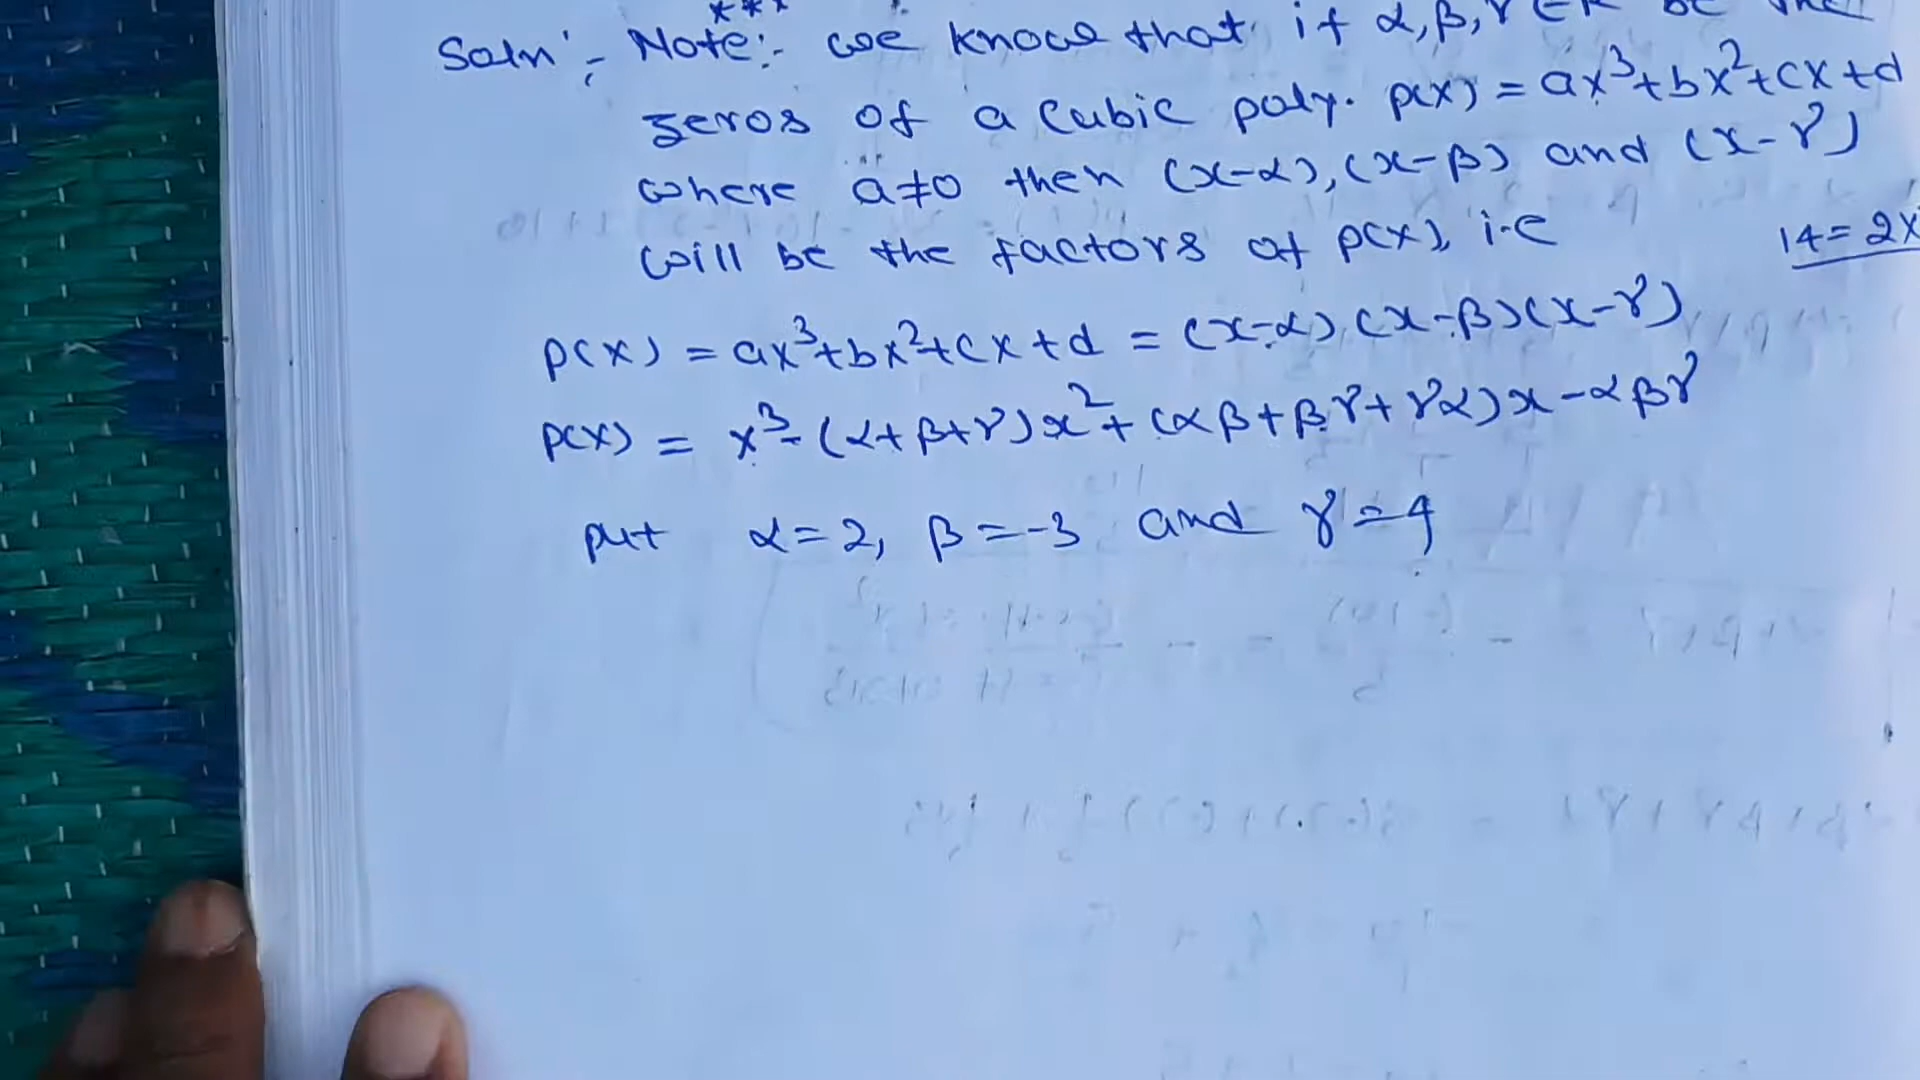 ***
Soln:- Note:- we know that if α, β, γ ∈ R be the
zeros of a cubic poly. p(x) = ax³+bx²+cx+d
where a≠0 then (x-α), (x-β) and (x-γ)
will be the factors of p(x), i.e
14 = 2x
p(x) = ax³+bx²+cx+d = (x-α)(x-β)(x-γ)
p(x) = x³-(α+β+γ)x²+(αβ+βγ+γα)x-αβγ
put α=2, β=-3 and γ=4